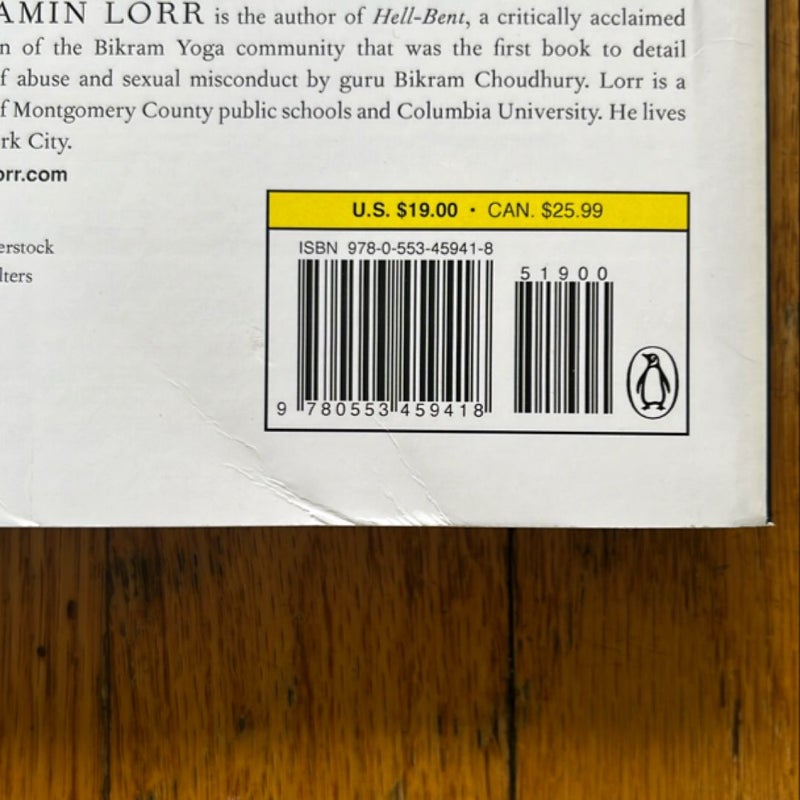 AMIN LORR is the author of Hell-Bent, a critically acclaimed
n of the Bikram Yoga community that was the first book to detail
f abuse and sexual misconduct by guru Bikram Choudhury. Lorr is a
f Montgomery County public schools and Columbia University. He lives
rk City.
orr.com
erstock
lters
U.S. $19.00 · CAN. $25.99
ISBN 978-0-553-45941-8
51900
9 780553 459418